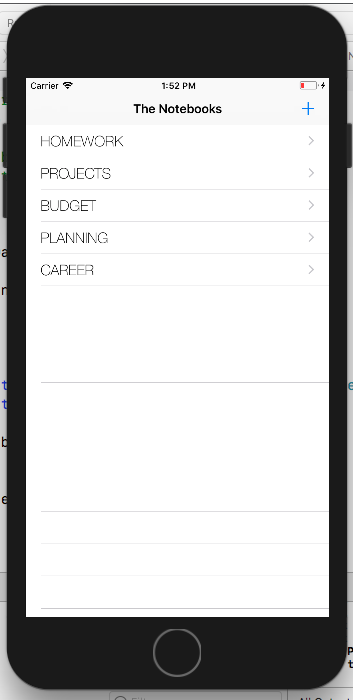 Carrier 1:52 PM
The Notebooks +
HOMEWORK
PROJECTS
BUDGET
PLANNING
CAREER